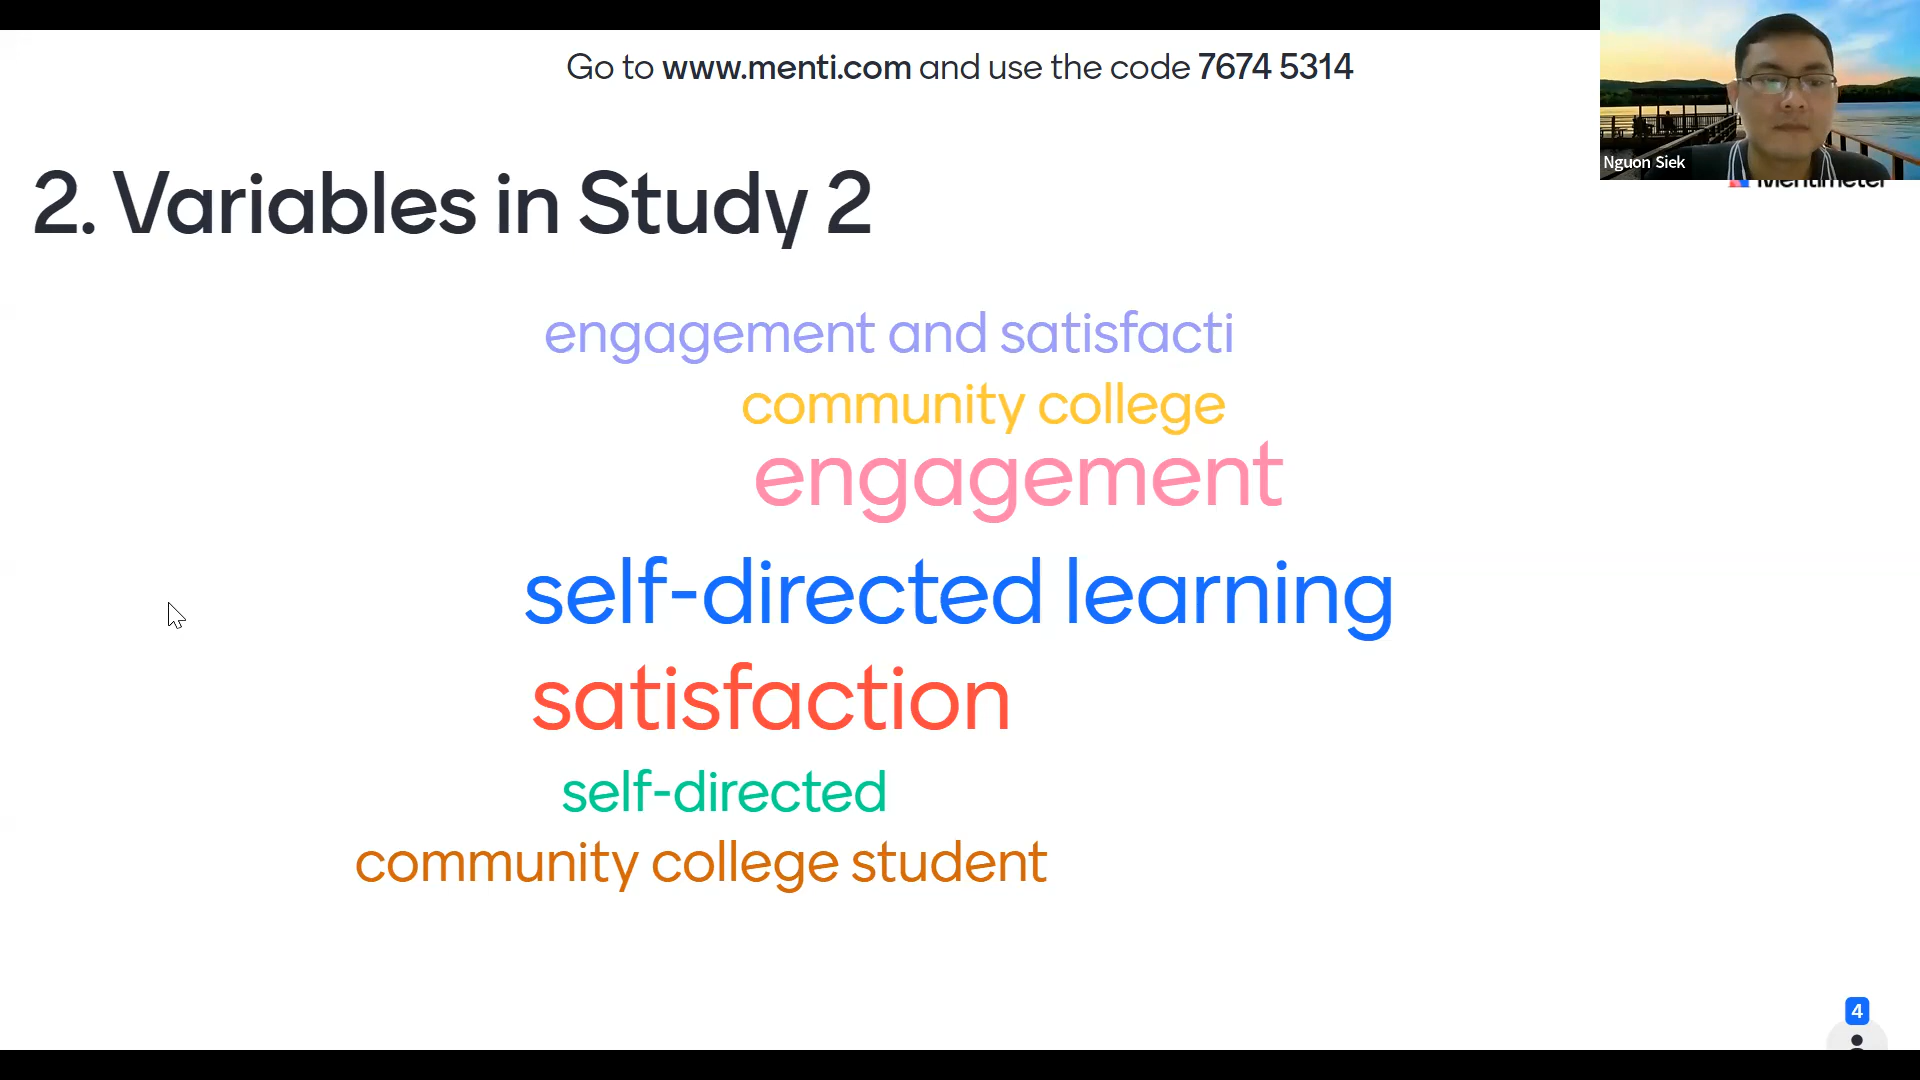 Go to www.menti.com and use the code 7674 5314
Nguon Siek
Mentimeter
2. Variables in Study 2
engagement and satisfacti
community college
engagement
self-directed learning
satisfaction
self-directed
community college student
4